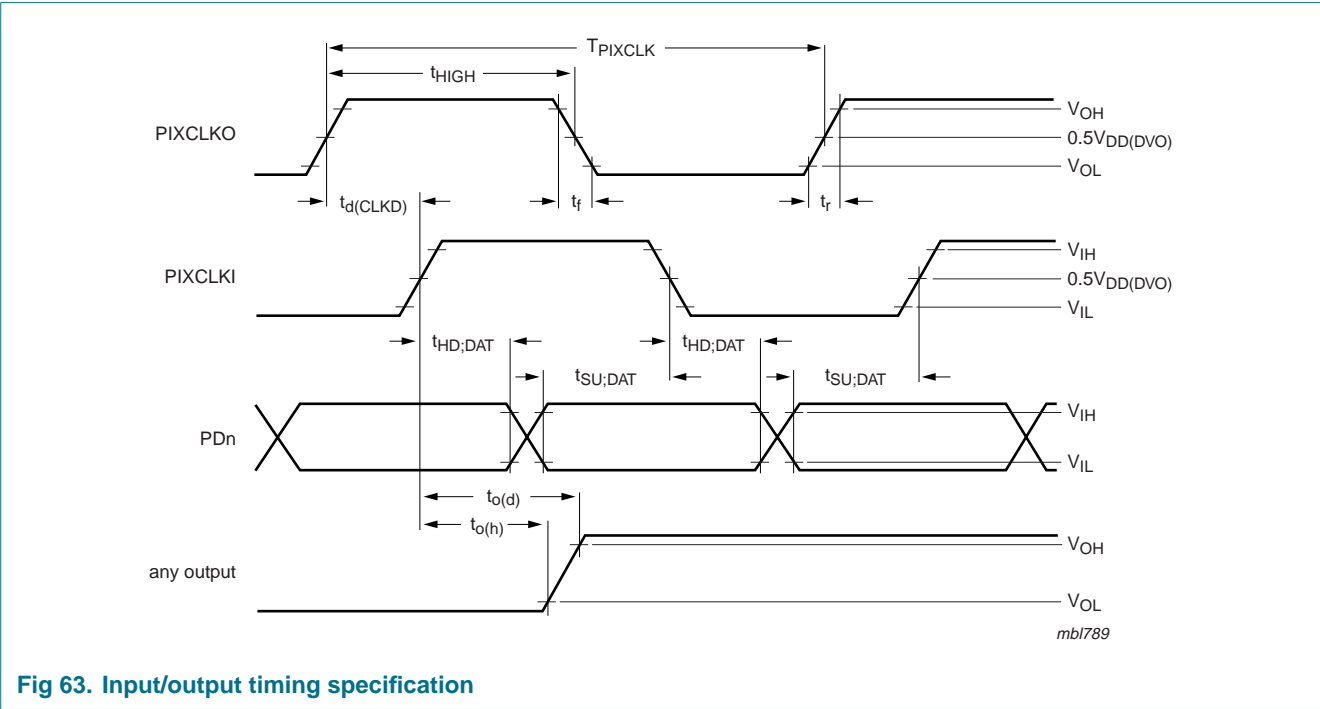 TPIXCLK
tHIGH
PIXCLKO
VOH
0.5VDD(DVO)
VOL
td(CLKD)
tf
tr
PIXCLKI
VIH
0.5VDD(DVO)
VIL
tHD;DAT
tHD;DAT
tSU;DAT
tSU;DAT
PDn
VIH
VIL
to(d)
to(h)
any output
VOH
VOL
mbl789
Fig 63. Input/output timing specification